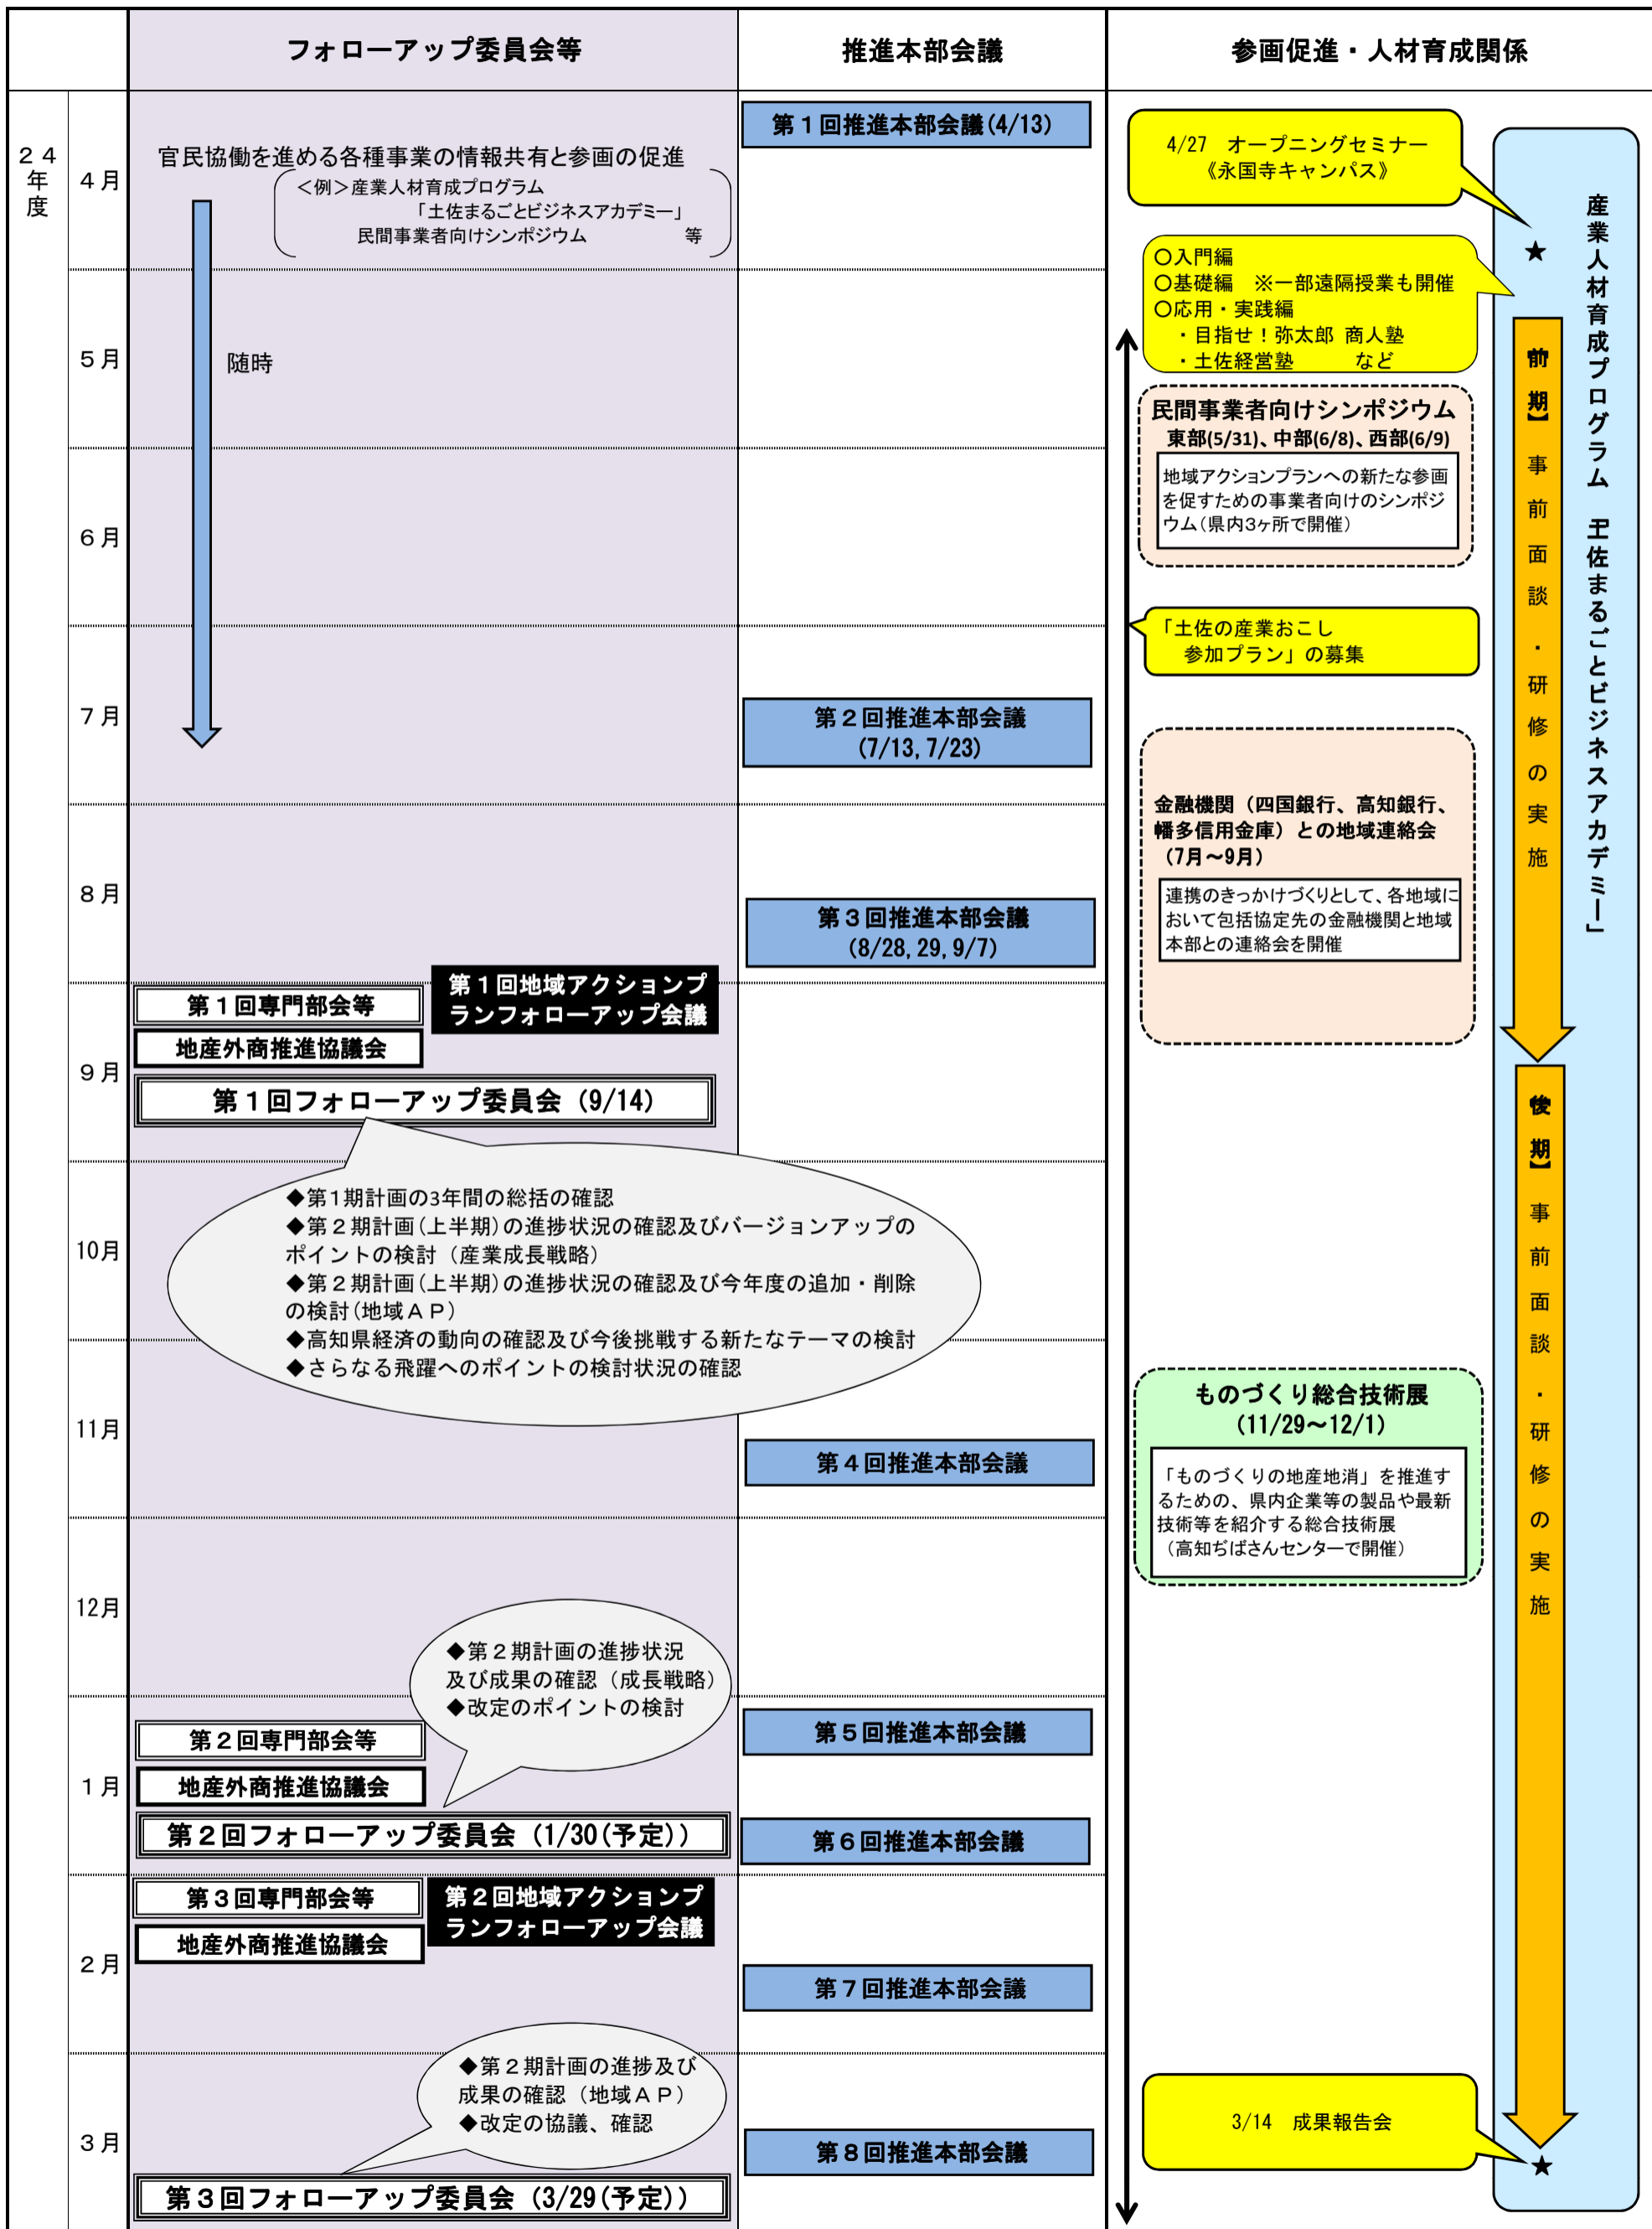 フォローアップ委員会等
推進本部会議
参画促進・人材育成関係
２４
年
度
４月
５月
６月
７月
８月
９月
10月
11月
12月
１月
２月
３月
官民協働を進める各種事業の情報共有と参画の促進
＜例＞産業人材育成プログラム
「土佐まるごとビジネスアカデミー」
民間事業者向けシンポジウム　　　　等
随時
第１回専門部会等
地産外商推進協議会
第１回地域アクションプ
ランフォローアップ会議
第１回フォローアップ委員会（9/14）
◆第1期計画の3年間の総括の確認
◆第２期計画(上半期)の進捗状況の確認及びバージョンアップの
ポイントの検討（産業成長戦略）
◆第２期計画(上半期)の進捗状況の確認及び今年度の追加・削除
の検討(地域ＡＰ)
◆高知県経済の動向の確認及び今後挑戦する新たなテーマの検討
◆さらなる飛躍へのポイントの検討状況の確認
◆第２期計画の進捗状況
及び成果の確認（成長戦略）
◆改定のポイントの検討
第２回専門部会等
地産外商推進協議会
第２回フォローアップ委員会（1/30(予定)）
第３回専門部会等
地産外商推進協議会
第２回地域アクションプ
ランフォローアップ会議
◆第２期計画の進捗及び
成果の確認（地域ＡＰ）
◆改定の協議、確認
第３回フォローアップ委員会（3/29(予定)）
第１回推進本部会議(4/13)
第２回推進本部会議
(7/13,7/23)
第３回推進本部会議
(8/28,29,9/7)
第４回推進本部会議
第５回推進本部会議
第６回推進本部会議
第７回推進本部会議
第８回推進本部会議
4/27　オープニングセミナー
《永国寺キャンパス》
○入門編
○基礎編　※一部遠隔授業も開催
○応用・実践編
・目指せ！弥太郎 商人塾
・土佐経営塾　　　など
民間事業者向けシンポジウム
東部(5/31)、中部(6/8)、西部(6/9)
地域アクションプランへの新たな参画
を促すための事業者向けのシンポジ
ウム(県内3ヶ所で開催)
「土佐の産業おこし
参加プラン」の募集
金融機関（四国銀行、高知銀行、
幡多信用金庫）との地域連絡会
（7月～9月）
連携のきっかけづくりとして、各地域に
おいて包括協定先の金融機関と地域
本部との連絡会を開催
ものづくり総合技術展
(11/29～12/1)
「ものづくりの地産地消」を推進す
るための、県内企業等の製品や最新
技術等を紹介する総合技術展
（高知ぢばさんセンターで開催）
3/14　成果報告会
★
前期】事前面談・研修の実施
後期】事前面談・研修の実施
★
産業人材育成プログラム　「土佐まるごとビジネスアカデミー」